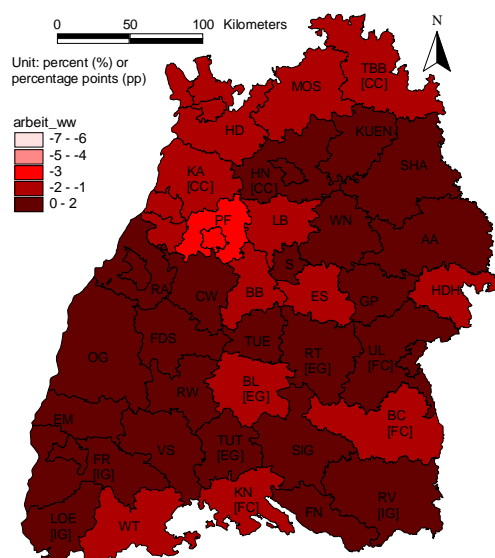 0 50 100 Kilometers
N
Unit: percent (%) or
percentage points (pp)
arbeit_ww
-7 - -6
-5 - -4
-3
-2 - -1
0 - 2
TBB
[CC]
MOS
HD
KUEN
SHA
KA
[CC]
HN
[CC]
PF
LB
WN
AA
S
RA
CW
BB
ES
GP
HDH
FDS
TUE
OG
RT
[EG]
UL
[FC]
RW
BL
[EG]
BC
[FC]
EM
VS
TUT
[EG]
SIG
FR
[IG]
LOE
[IG]
WT
KN
[FC]
FN
RV
[IG]